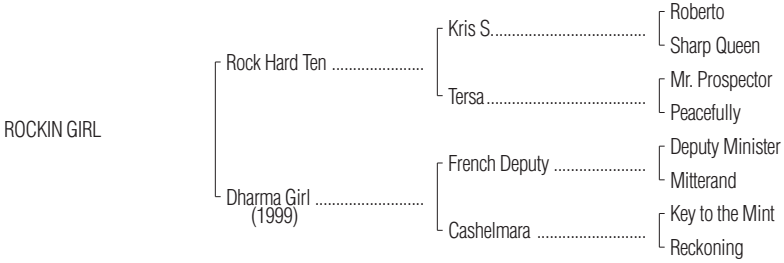 Roberto
Kris S. ......................................
Sharp Queen
Rock Hard Ten .......................
Mr. Prospector
Tersa ........................................
Peacefully
ROCKIN GIRL
Deputy Minister
French Deputy .......................
Mitterand
Dharma Girl ...........................
(1999)
Key to the Mint
Cashelmara ...........................
Reckoning